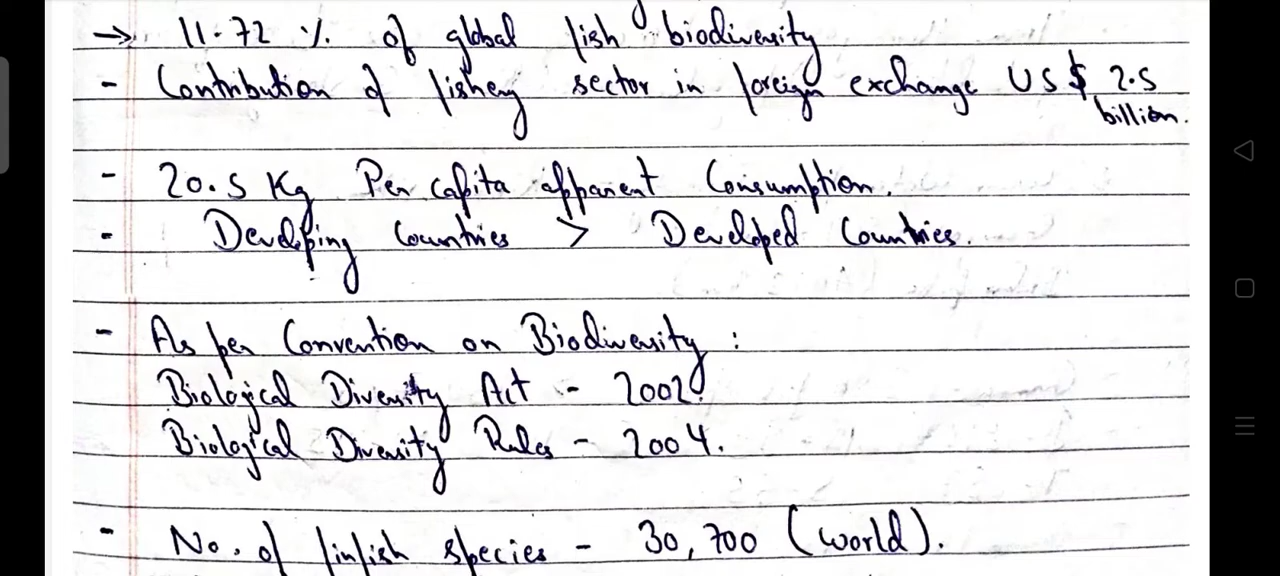 → 11.72 % of global fish biodiversity
- Contribution of fishery sector in foreign exchange US $ 2.5
billion.
- 20.5 Kg Per capita apparent Consumption.
- Developing Countries > Developed Countries.
- As per Convention on Biodiversity :
Biological Diversity Act - 2002.
Biological Diversity Rules - 2004.
- No. of finfish species - 30,700 (world).